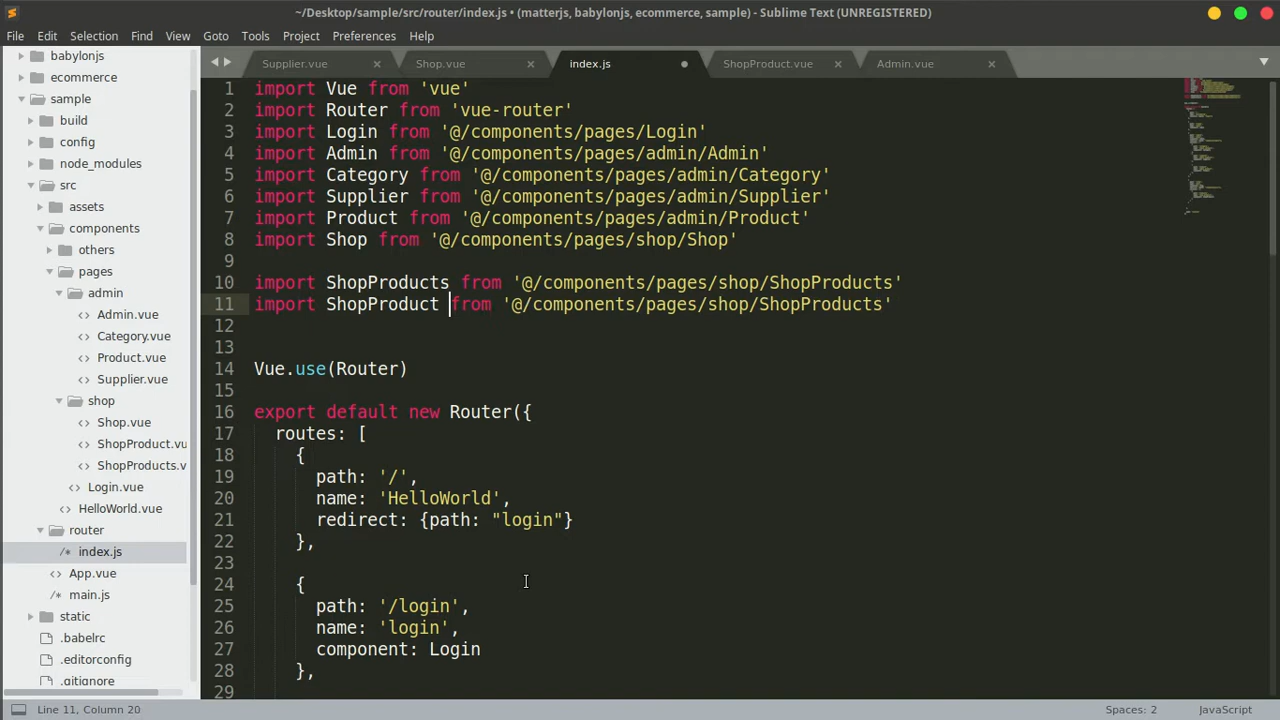 ~/Desktop/sample/src/router/index.js • (matterjs, babylonjs, ecommerce, sample) - Sublime Text (UNREGISTERED)
File Edit Selection Find View Goto Tools Project Preferences Help
babylonjs
ecommerce
sample
build
config
node_modules
src
assets
components
others
pages
admin
Admin.vue
Category.vue
Product.vue
Supplier.vue
shop
Shop.vue
ShopProduct.vu
ShopProducts.v
Login.vue
HelloWorld.vue
router
/* index.js
App.vue
main.js
static
.babelrc
.editorconfig
.gitignore
Supplier.vue × Shop.vue × index.js ShopProduct.vue × Admin.vue ×
1 import Vue from 'vue'
2 import Router from 'vue-router'
3 import Login from '@/components/pages/Login'
4 import Admin from '@/components/pages/admin/Admin'
5 import Category from '@/components/pages/admin/Category'
6 import Supplier from '@/components/pages/admin/Supplier'
7 import Product from '@/components/pages/admin/Product'
8 import Shop from '@/components/pages/shop/Shop'
9
10 import ShopProducts from '@/components/pages/shop/ShopProducts'
11 import ShopProduct from '@/components/pages/shop/ShopProducts'
12
13
14 Vue.use(Router)
15
16 export default new Router({
17 routes: [
18 {
19 path: '/',
20 name: 'HelloWorld',
21 redirect: {path: "login"}
22 },
23
24 {
25 path: '/login',
26 name: 'login',
27 component: Login
28 },
29
Line 11, Column 20 Spaces: 2 JavaScript